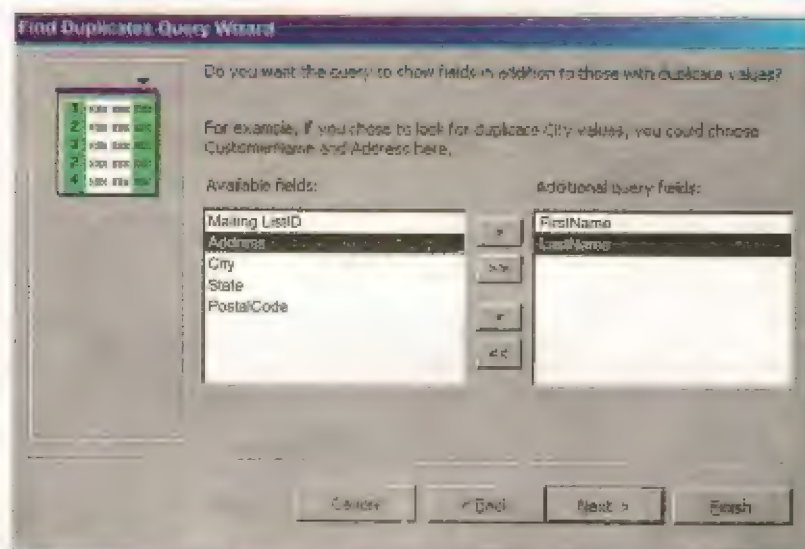 Find Duplicates Query Wizard
Do you want the query to show fields in addition to those with duplicate values?
For example, if you chose to look for duplicate City values, you could choose
CustomerName and Address here.
Available fields:
Additional query fields:
Mailing ListID
Address
City
State
PostalCode
>
>>
<
<<
FirstName
LastName
Cancel
< Back
Next >
Finish